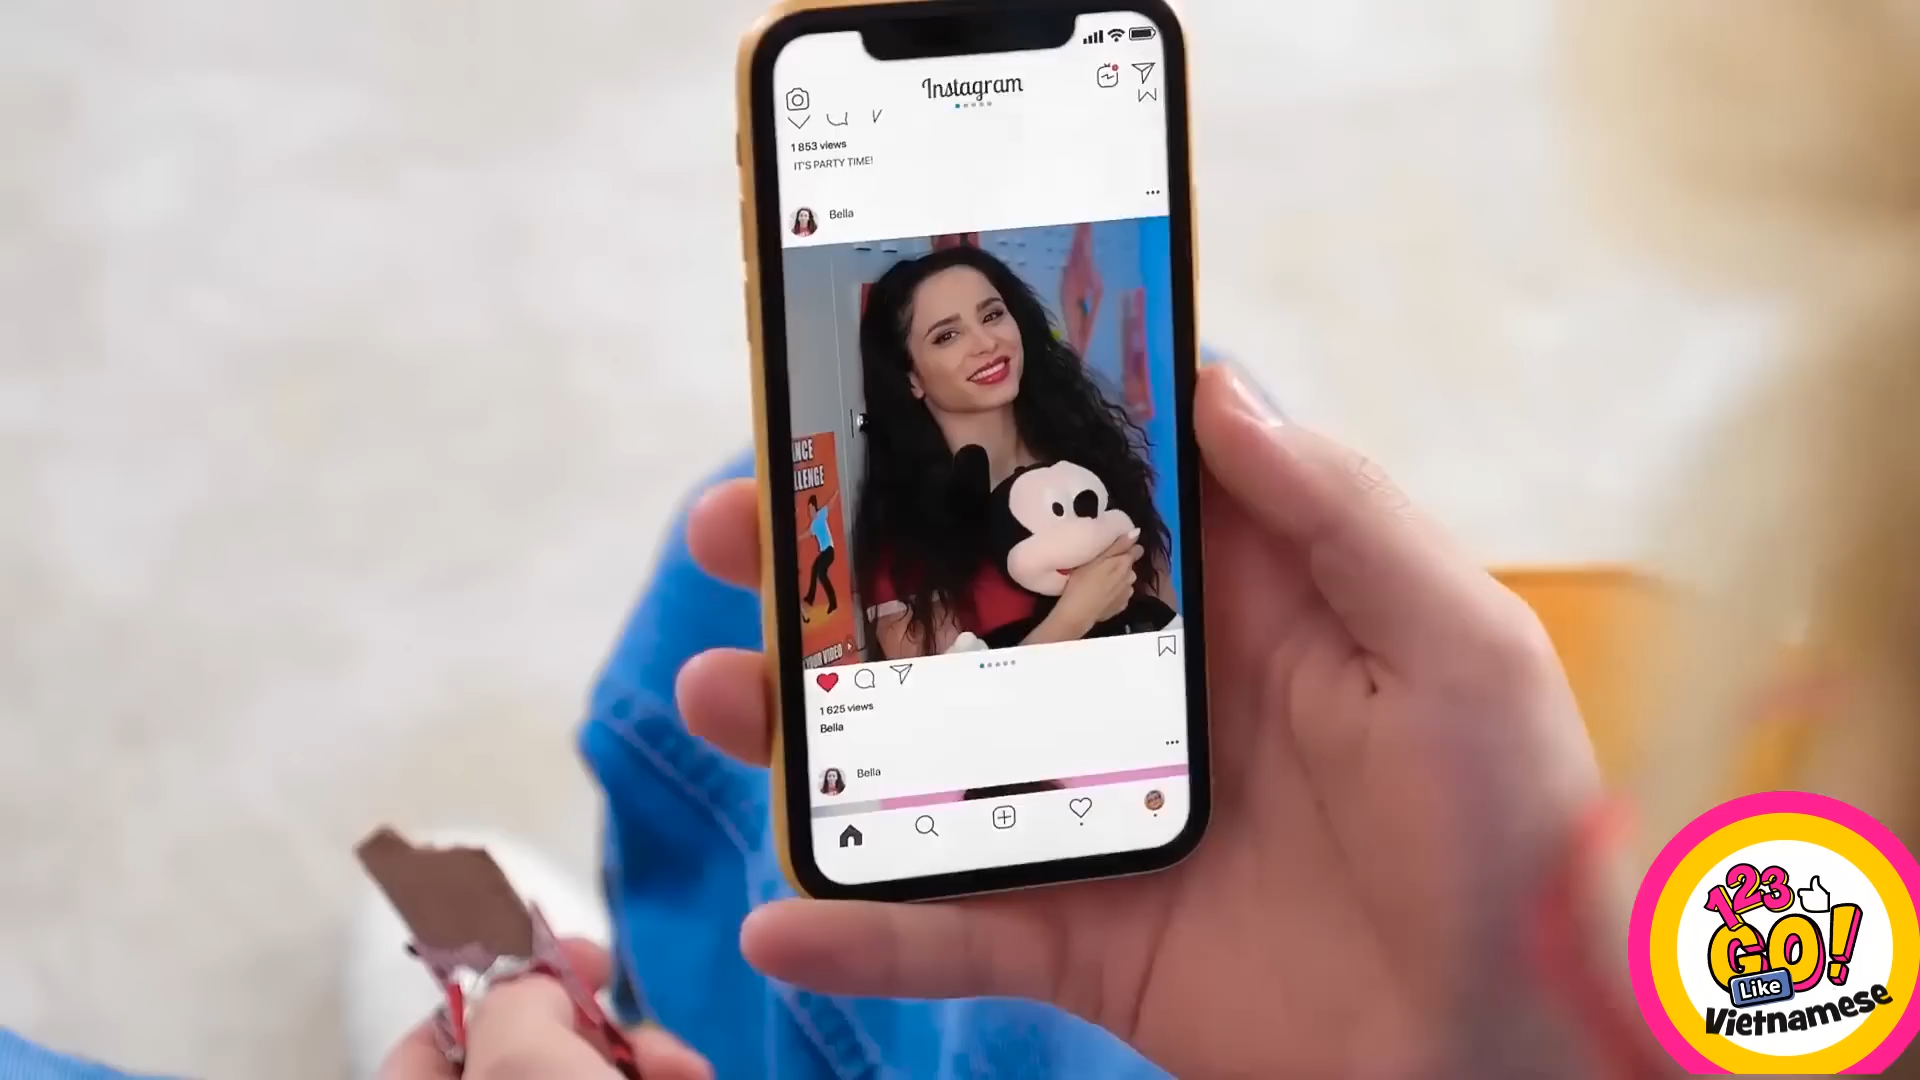 Instagram
1 853 views
IT'S PARTY TIME!
Bella
NCE
LLENGE
YOUR VIDEO
1 625 views
Bella
Bella
123
GO!
Like
Vietnamese